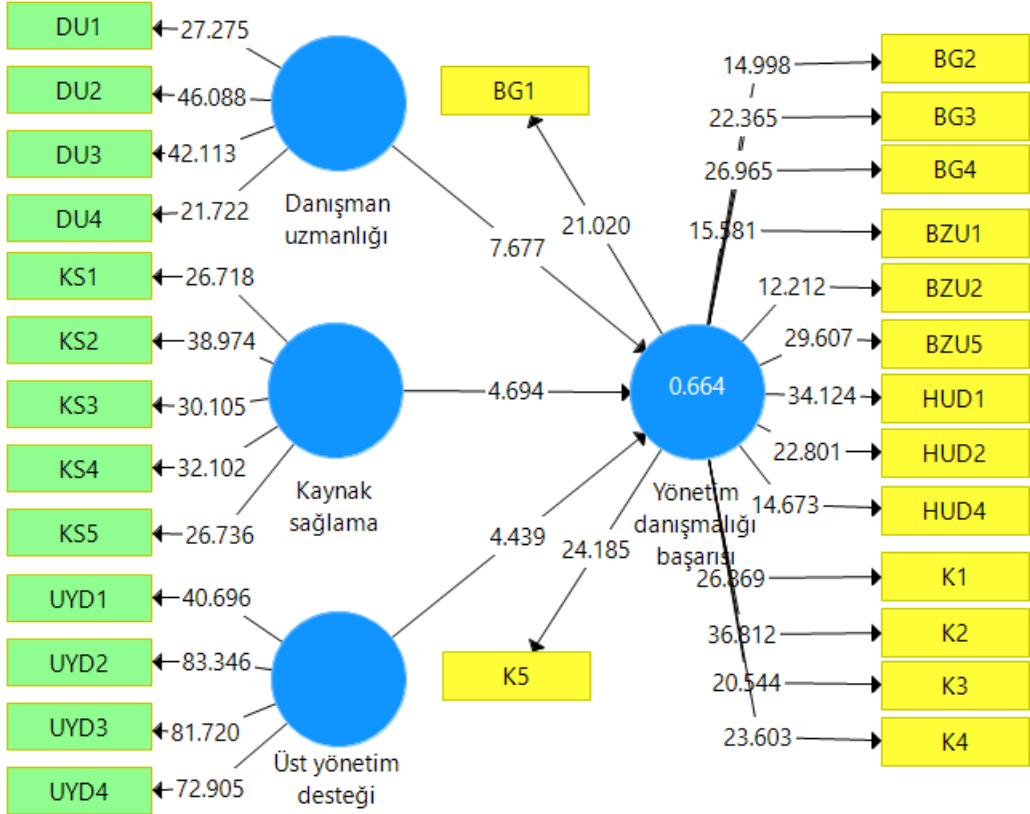 DU1
27.275
DU2
46.088
DU3
42.113
DU4
21.722
Danışman
uzmanlığı
KS1
26.718
KS2
38.974
KS3
30.105
KS4
32.102
KS5
26.736
Kaynak
sağlama
UYD1
40.696
UYD2
83.346
UYD3
81.720
UYD4
72.905
Üst yönetim
desteği
BG1
21.020
7.677
4.694
4.439
24.185
K5
0.664
Yönetim
danışmalığı
başarısı
14.998
BG2
22.365
BG3
26.965
BG4
15.581
BZU1
12.212
BZU2
29.607
BZU5
34.124
HUD1
22.801
HUD2
14.673
HUD4
26.869
K1
36.812
K2
20.544
K3
23.603
K4